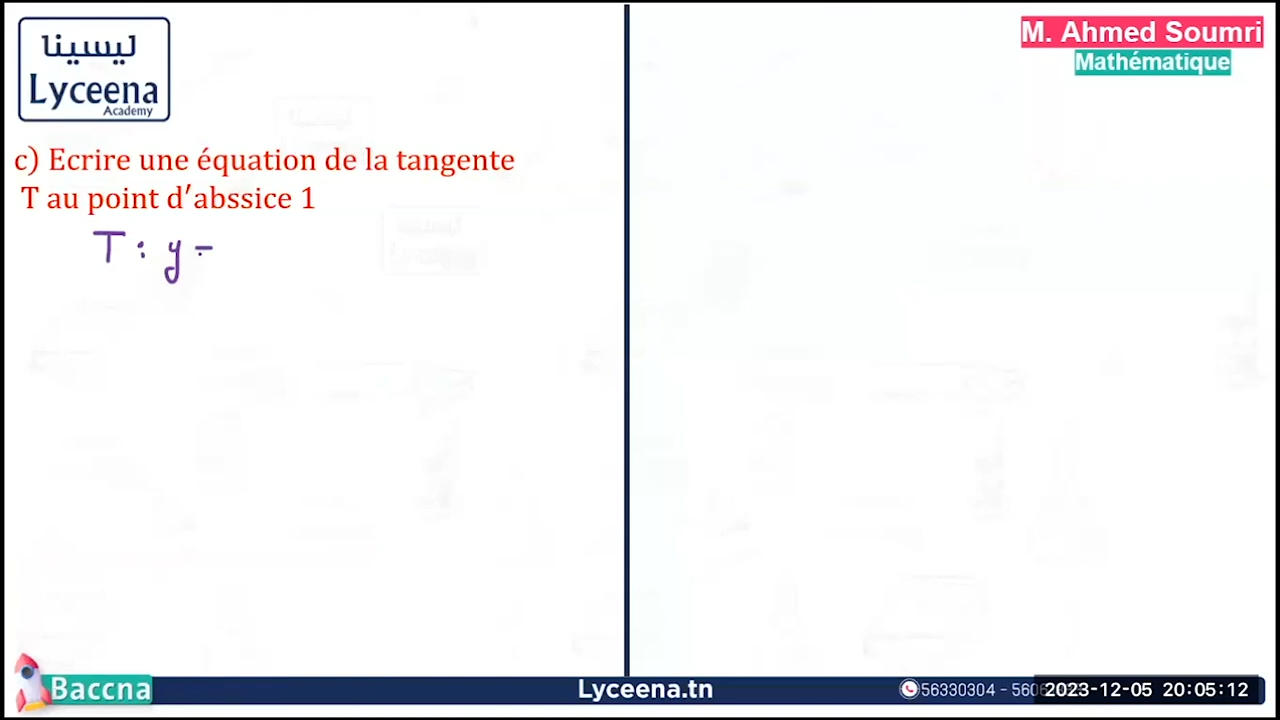 ليسينا
Lyceena
Academy
M. Ahmed Soumri
Mathématique
c) Ecrire une équation de la tangente
T au point d'abssice 1
T : y =
Baccna
Lyceena.tn
56330304 - 560
2023-12-05 20:05:12